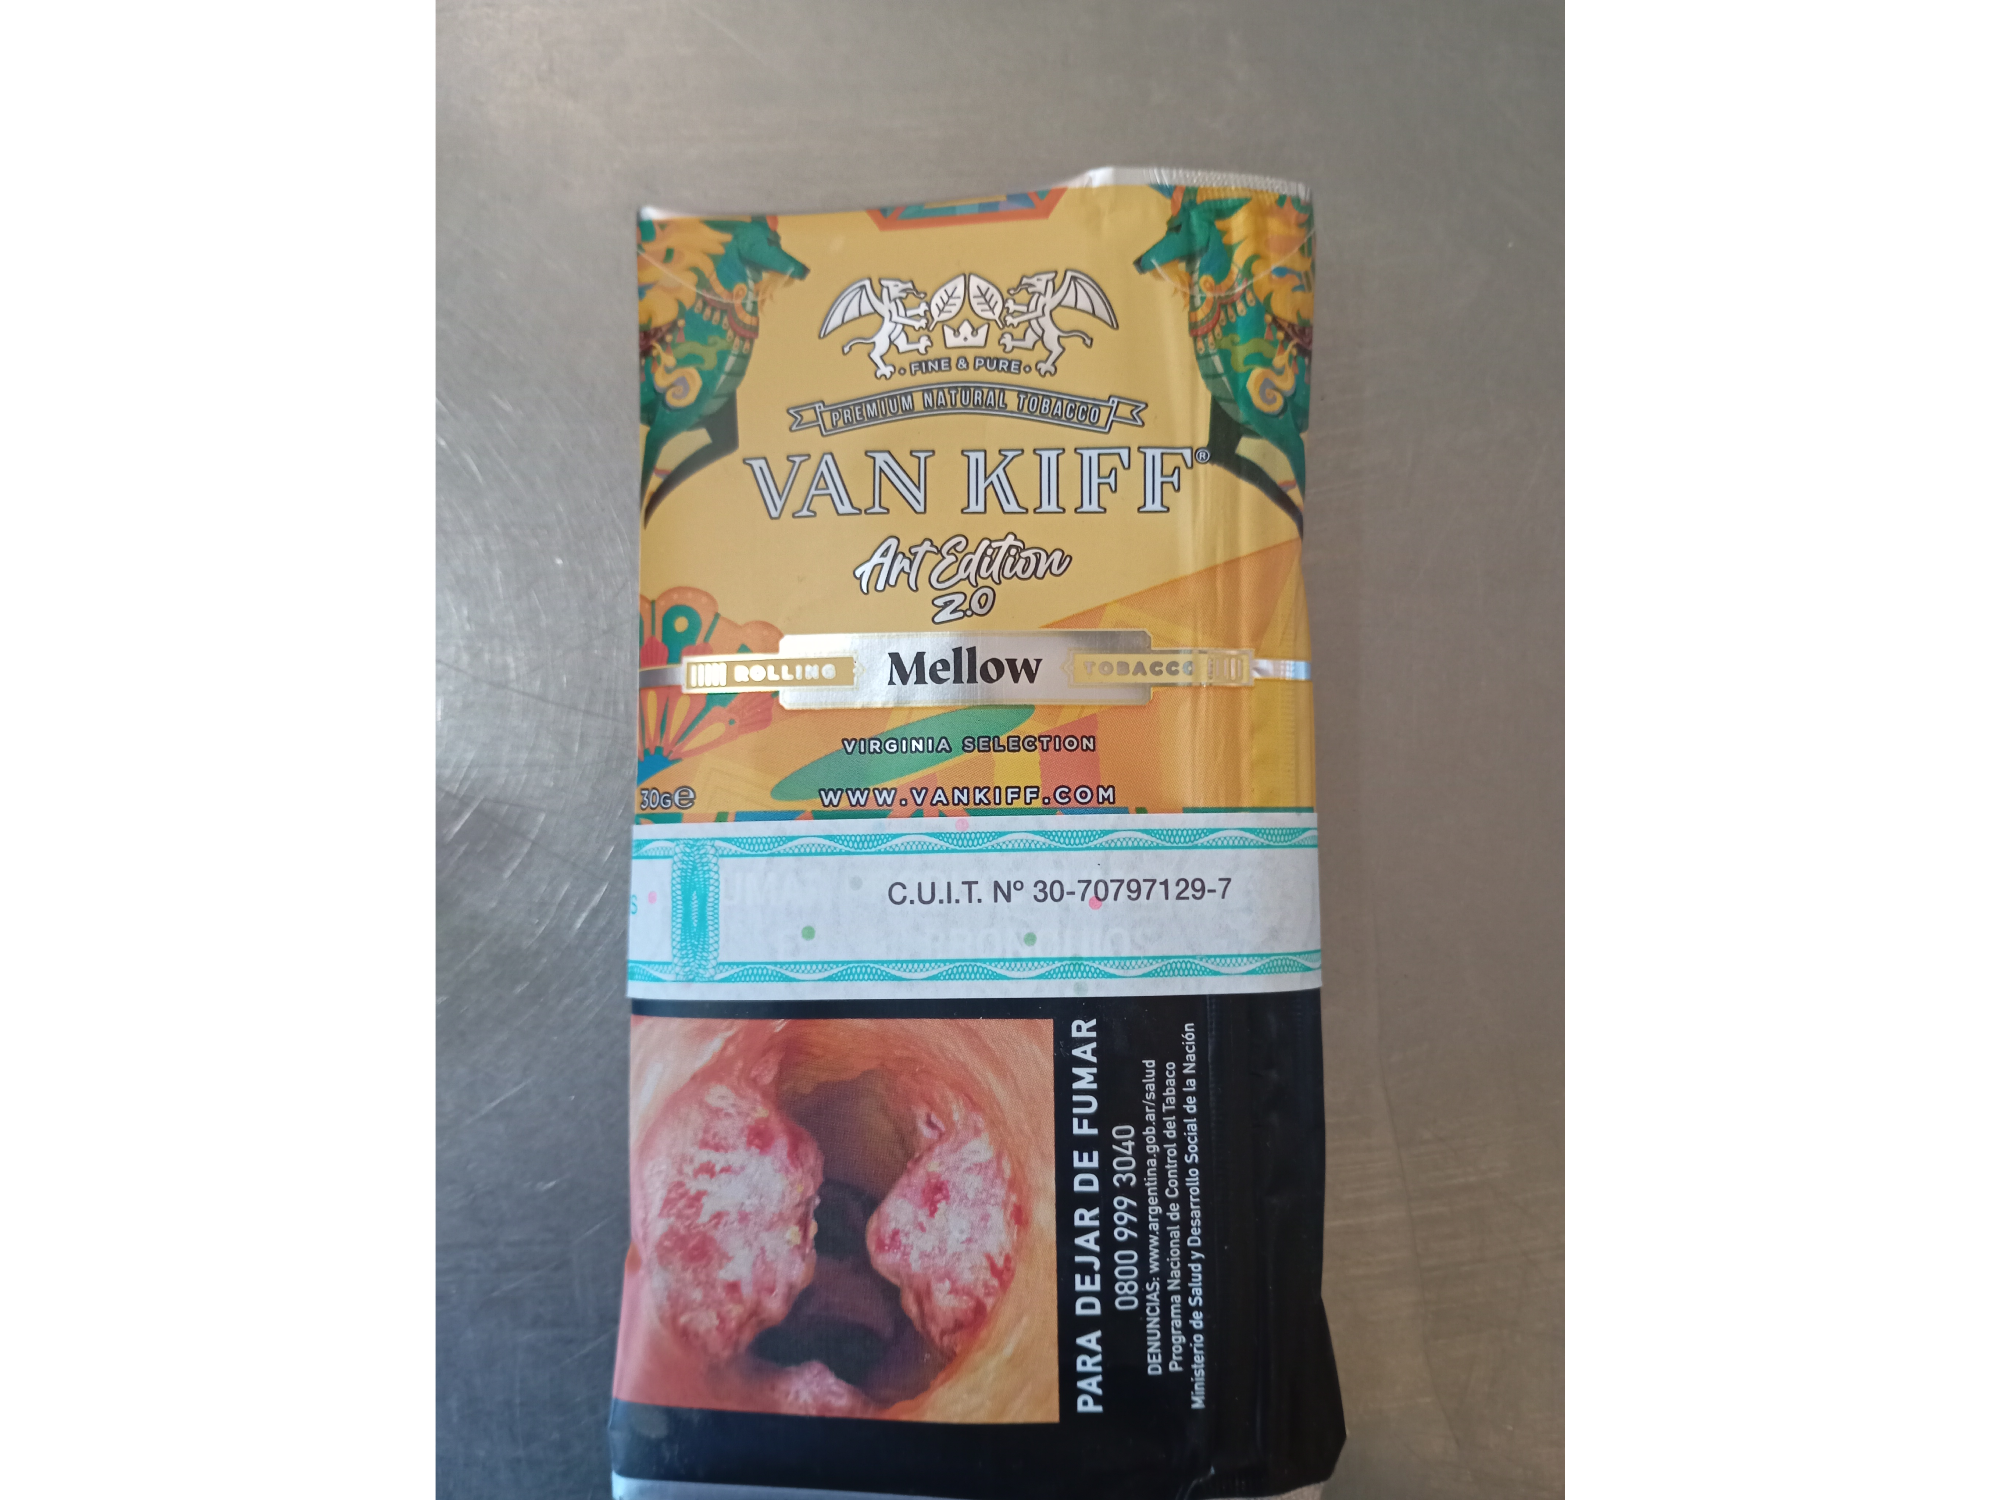 FINE & PURE
PREMIUM NATURAL TOBACCO
VAN KIFF®
Art Edition
2.0
ROLLING Mellow TOBACCO
VIRGINIA SELECTION
30G℮
WWW.VANKIFF.COM
C.U.I.T. Nº 30-70797129-7
PARA DEJAR DE FUMAR
0800 999 3040
DENUNCIAS: www.argentina.gob.ar/salud
Programa Nacional de Control del Tabaco
Ministerio de Salud y Desarrollo Social de la Nación